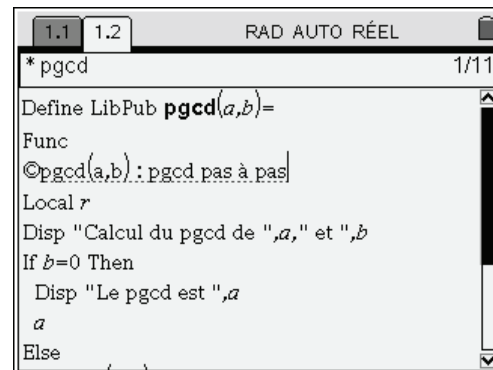 1.1 1.2 RAD AUTO RÉEL
* pgcd 1/11
Define LibPub pgcd(a,b)=
Func
©pgcd(a,b) : pgcd pas à pas
Local r
Disp "Calcul du pgcd de ",a," et ",b
If b=0 Then
Disp "Le pgcd est ",a
a
Else